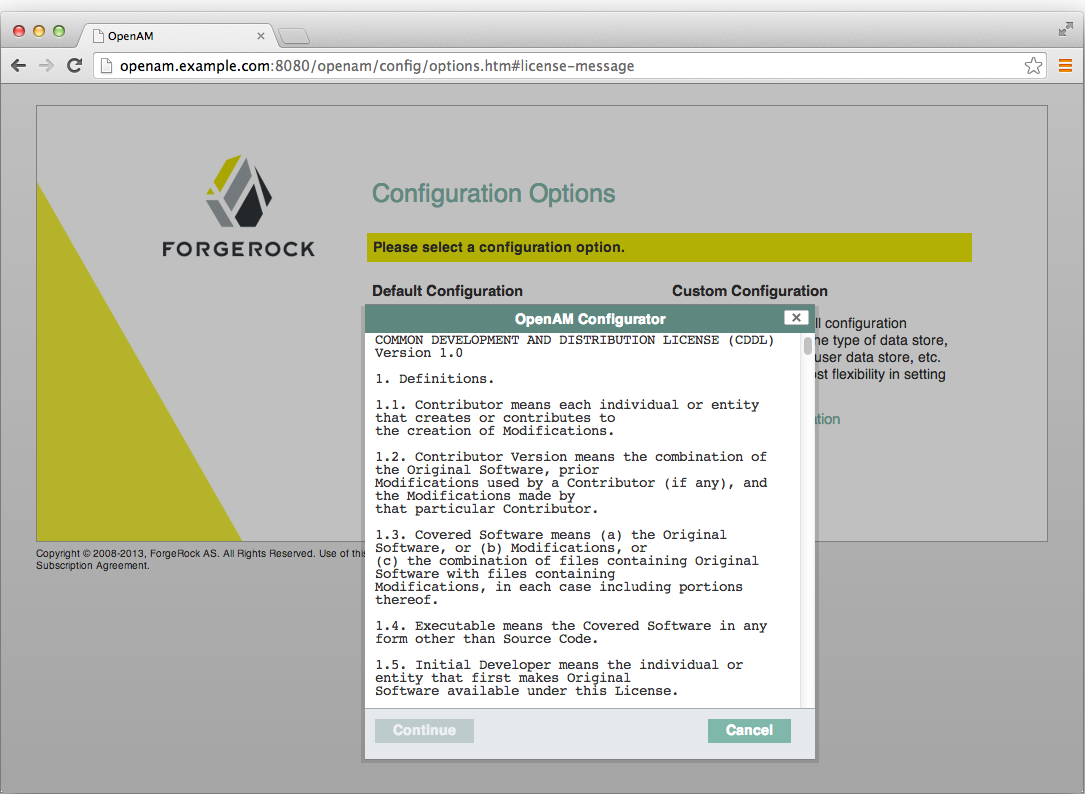 OpenAM
openam.example.com:8080/openam/config/options.htm#license-message
FORGEROCK
Configuration Options
Please select a configuration option.
Default Configuration
Custom Configuration
ll configuration
he type of data store,
user data store, etc.
st flexibility in setting
ation
OpenAM Configurator
COMMON DEVELOPMENT AND DISTRIBUTION LICENSE (CDDL)
Version 1.0
1. Definitions.
1.1. Contributor means each individual or entity
that creates or contributes to
the creation of Modifications.
1.2. Contributor Version means the combination of
the Original Software, prior
Modifications used by a Contributor (if any), and
the Modifications made by
that particular Contributor.
1.3. Covered Software means (a) the Original
Software, or (b) Modifications, or
(c) the combination of files containing Original
Software with files containing
Modifications, in each case including portions
thereof.
1.4. Executable means the Covered Software in any
form other than Source Code.
1.5. Initial Developer means the individual or
entity that first makes Original
Software available under this License.
Continue
Cancel
Copyright © 2008-2013, ForgeRock AS. All Rights Reserved. Use of this
Subscription Agreement.